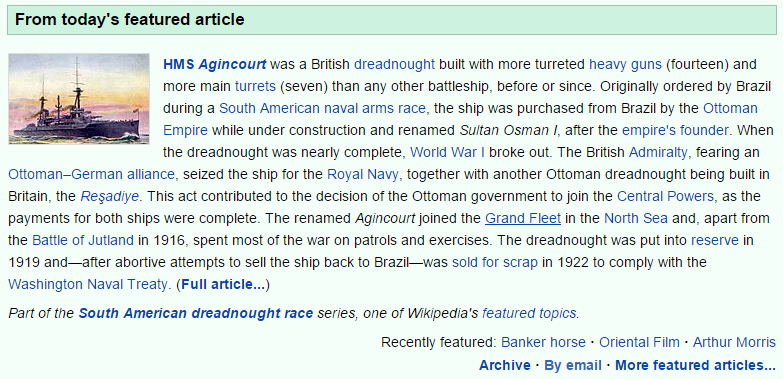 From today's featured article
HMS Agincourt was a British dreadnought built with more turreted heavy guns (fourteen) and
more main turrets (seven) than any other battleship, before or since. Originally ordered by Brazil
during a South American naval arms race, the ship was purchased from Brazil by the Ottoman
Empire while under construction and renamed Sultan Osman I, after the empire's founder. When
the dreadnought was nearly complete, World War I broke out. The British Admiralty, fearing an
Ottoman–German alliance, seized the ship for the Royal Navy, together with another Ottoman dreadnought being built in
Britain, the Reşadiye. This act contributed to the decision of the Ottoman government to join the Central Powers, as the
payments for both ships were complete. The renamed Agincourt joined the Grand Fleet in the North Sea and, apart from
the Battle of Jutland in 1916, spent most of the war on patrols and exercises. The dreadnought was put into reserve in
1919 and—after abortive attempts to sell the ship back to Brazil—was sold for scrap in 1922 to comply with the
Washington Naval Treaty. (Full article...)
Part of the South American dreadnought race series, one of Wikipedia's featured topics.
Recently featured: Banker horse · Oriental Film · Arthur Morris
Archive · By email · More featured articles...